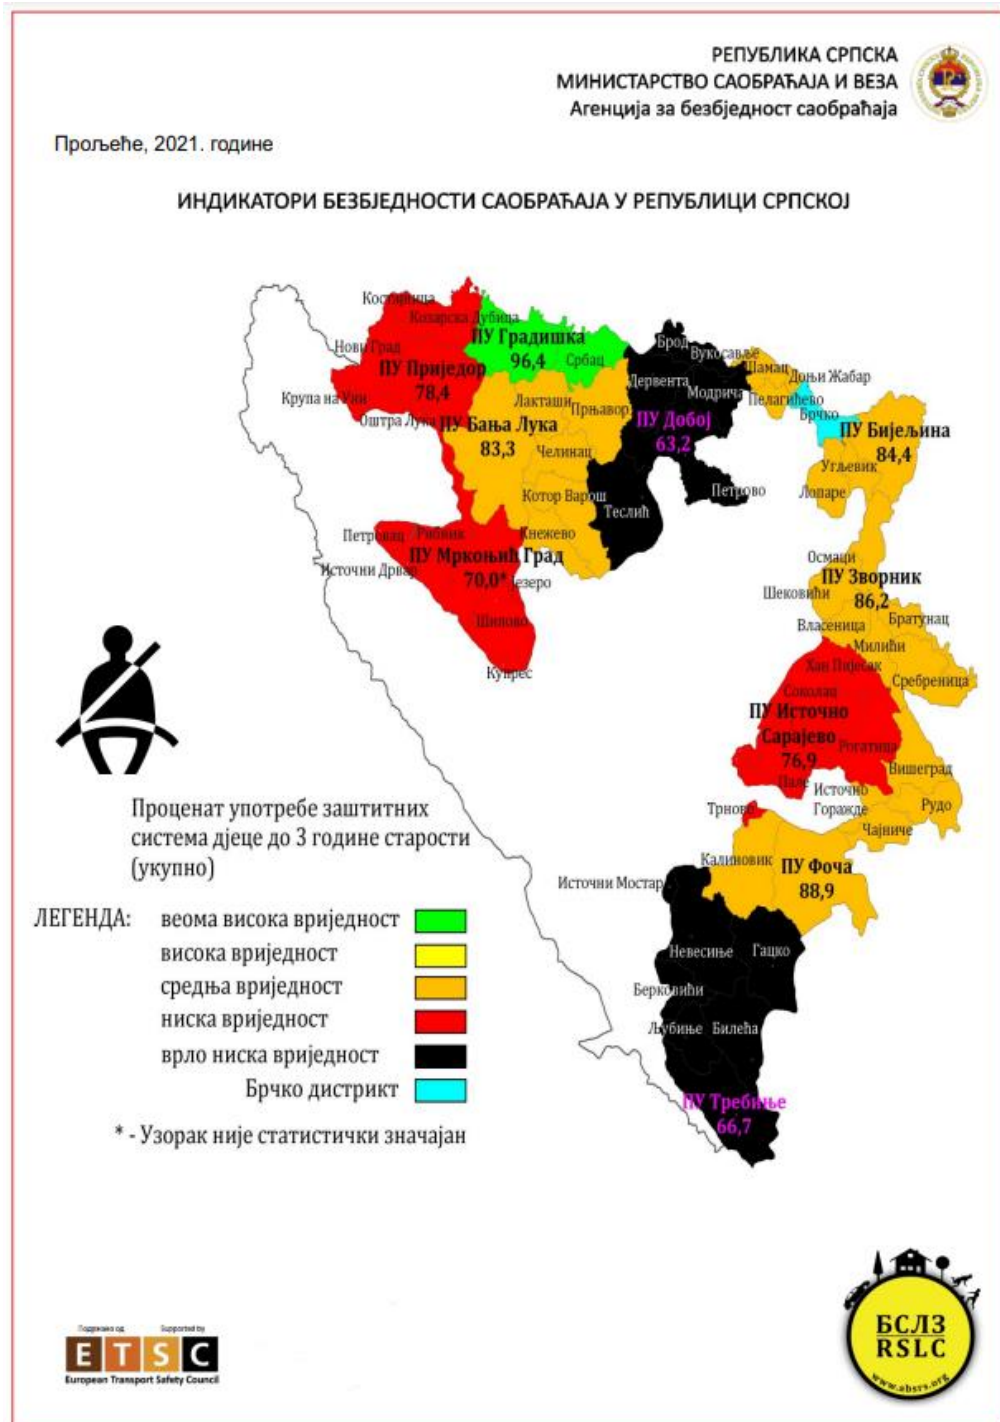 РЕПУБЛИКА СРПСКА
МИНИСТАРСТВО САОБРАЋАЈА И ВЕЗА
Агенција за безбједност саобраћаја
Прољеће, 2021. године
ИНДИКАТОРИ БЕЗБЈЕДНОСТИ САОБРАЋАЈА У РЕПУБЛИЦИ СРПСКОЈ
Костајница
Козарска Дубица
Нови Град
ПУ Приједор
78,4
Крупа на Уни
Оштра Лука
ПУ Градишка
96,4
Србац
Лакташи
Прњавор
ПУ Бања Лука
83,3
Челинац
Котор Варош
Кнежево
Брод
Вукосавље
Дервента
Модрича
ПУ Добој
63,2
Петрово
Теслић
Шамац
Доњи Жабар
Пелагићево
Брчко
ПУ Бијељина
84,4
Угљевик
Лопаре
Петровац
Рибник
ПУ Мркоњић Град
70,0*
Источни Дрвар
Језеро
Шипово
Купрес
Осмаци
ПУ Зворник
86,2
Шековићи
Братунац
Власеница
Милићи
Сребреница
Хан Пијесак
Соколац
ПУ Источно
Сарајево
76,9
Рогатица
Пале
Вишеград
Источно
Горажде
Рудо
Трново
Чајниче
Калиновик
ПУ Фоча
88,9
Источни Мостар
Невесиње
Гацко
Берковићи
Љубиње
Билећа
ПУ Требиње
66,7
Проценат употребе заштитних
система дјеце до 3 године старости
(укупно)
ЛЕГЕНДА:
веома висока вриједност
висока вриједност
средња вриједност
ниска вриједност
врло ниска вриједност
Брчко дистрикт
* - Узорак није статистички значајан
Подржано од
Supported by
E T S C
European Transport Safety Council
БСЛЗ
RSLC
www.absrs.org